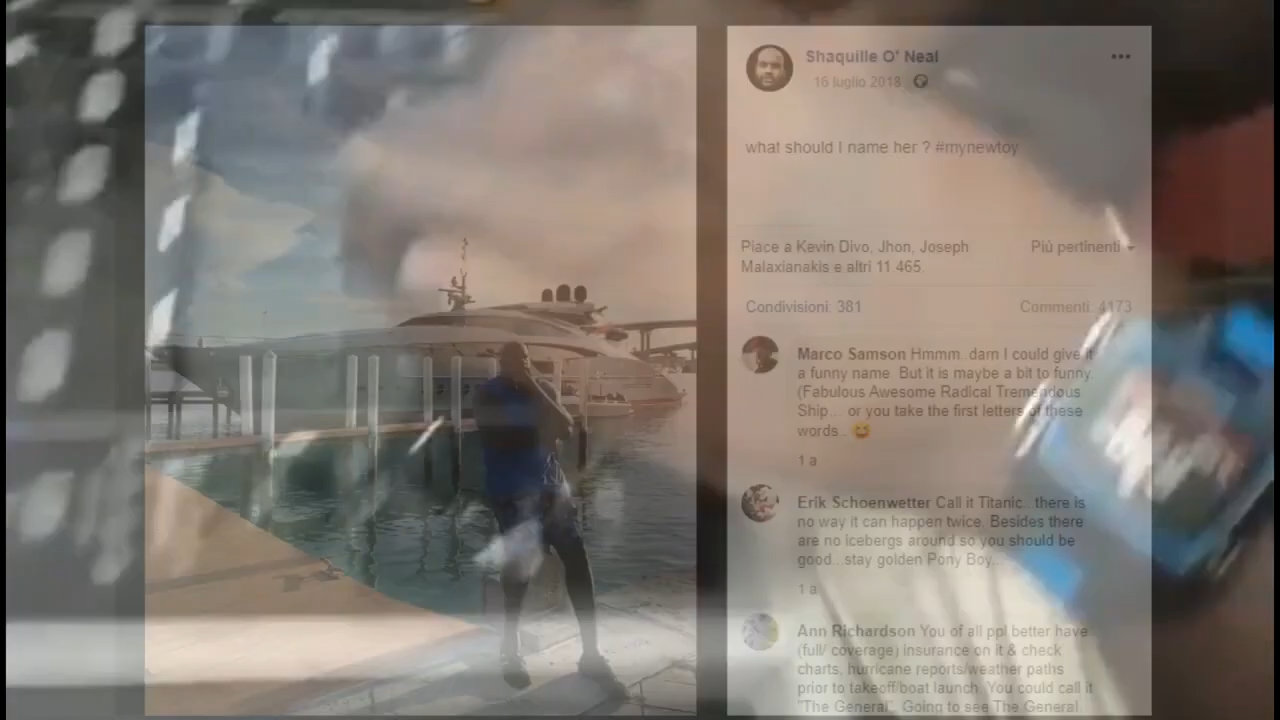 Shaquille O' Neal
16 luglio 2018
what should I name her ? #mynewtoy
Piace a Kevin Divo, Jhon, Joseph
Malaxianakis e altri 11.465.
Più pertinenti
Condivisioni: 381
Commenti: 4173
Marco Samson Hmmm..darn I could give it
a funny name. But it is maybe a bit to funny.
(Fabulous Awesome Radical Tremendous
Ship... or you take the first letters of these
words.. 😆
1 a
Erik Schoenwetter Call it Titanic.. there is
no way it can happen twice. Besides there
are no icebergs around so you should be
good...stay golden Pony Boy...
1 a
Ann Richardson You of all ppl better have
(full/ coverage) insurance on it & check
charts, hurricane reports/weather paths
prior to takeoff/boat launch. You could call it
"The General". Going to see The General